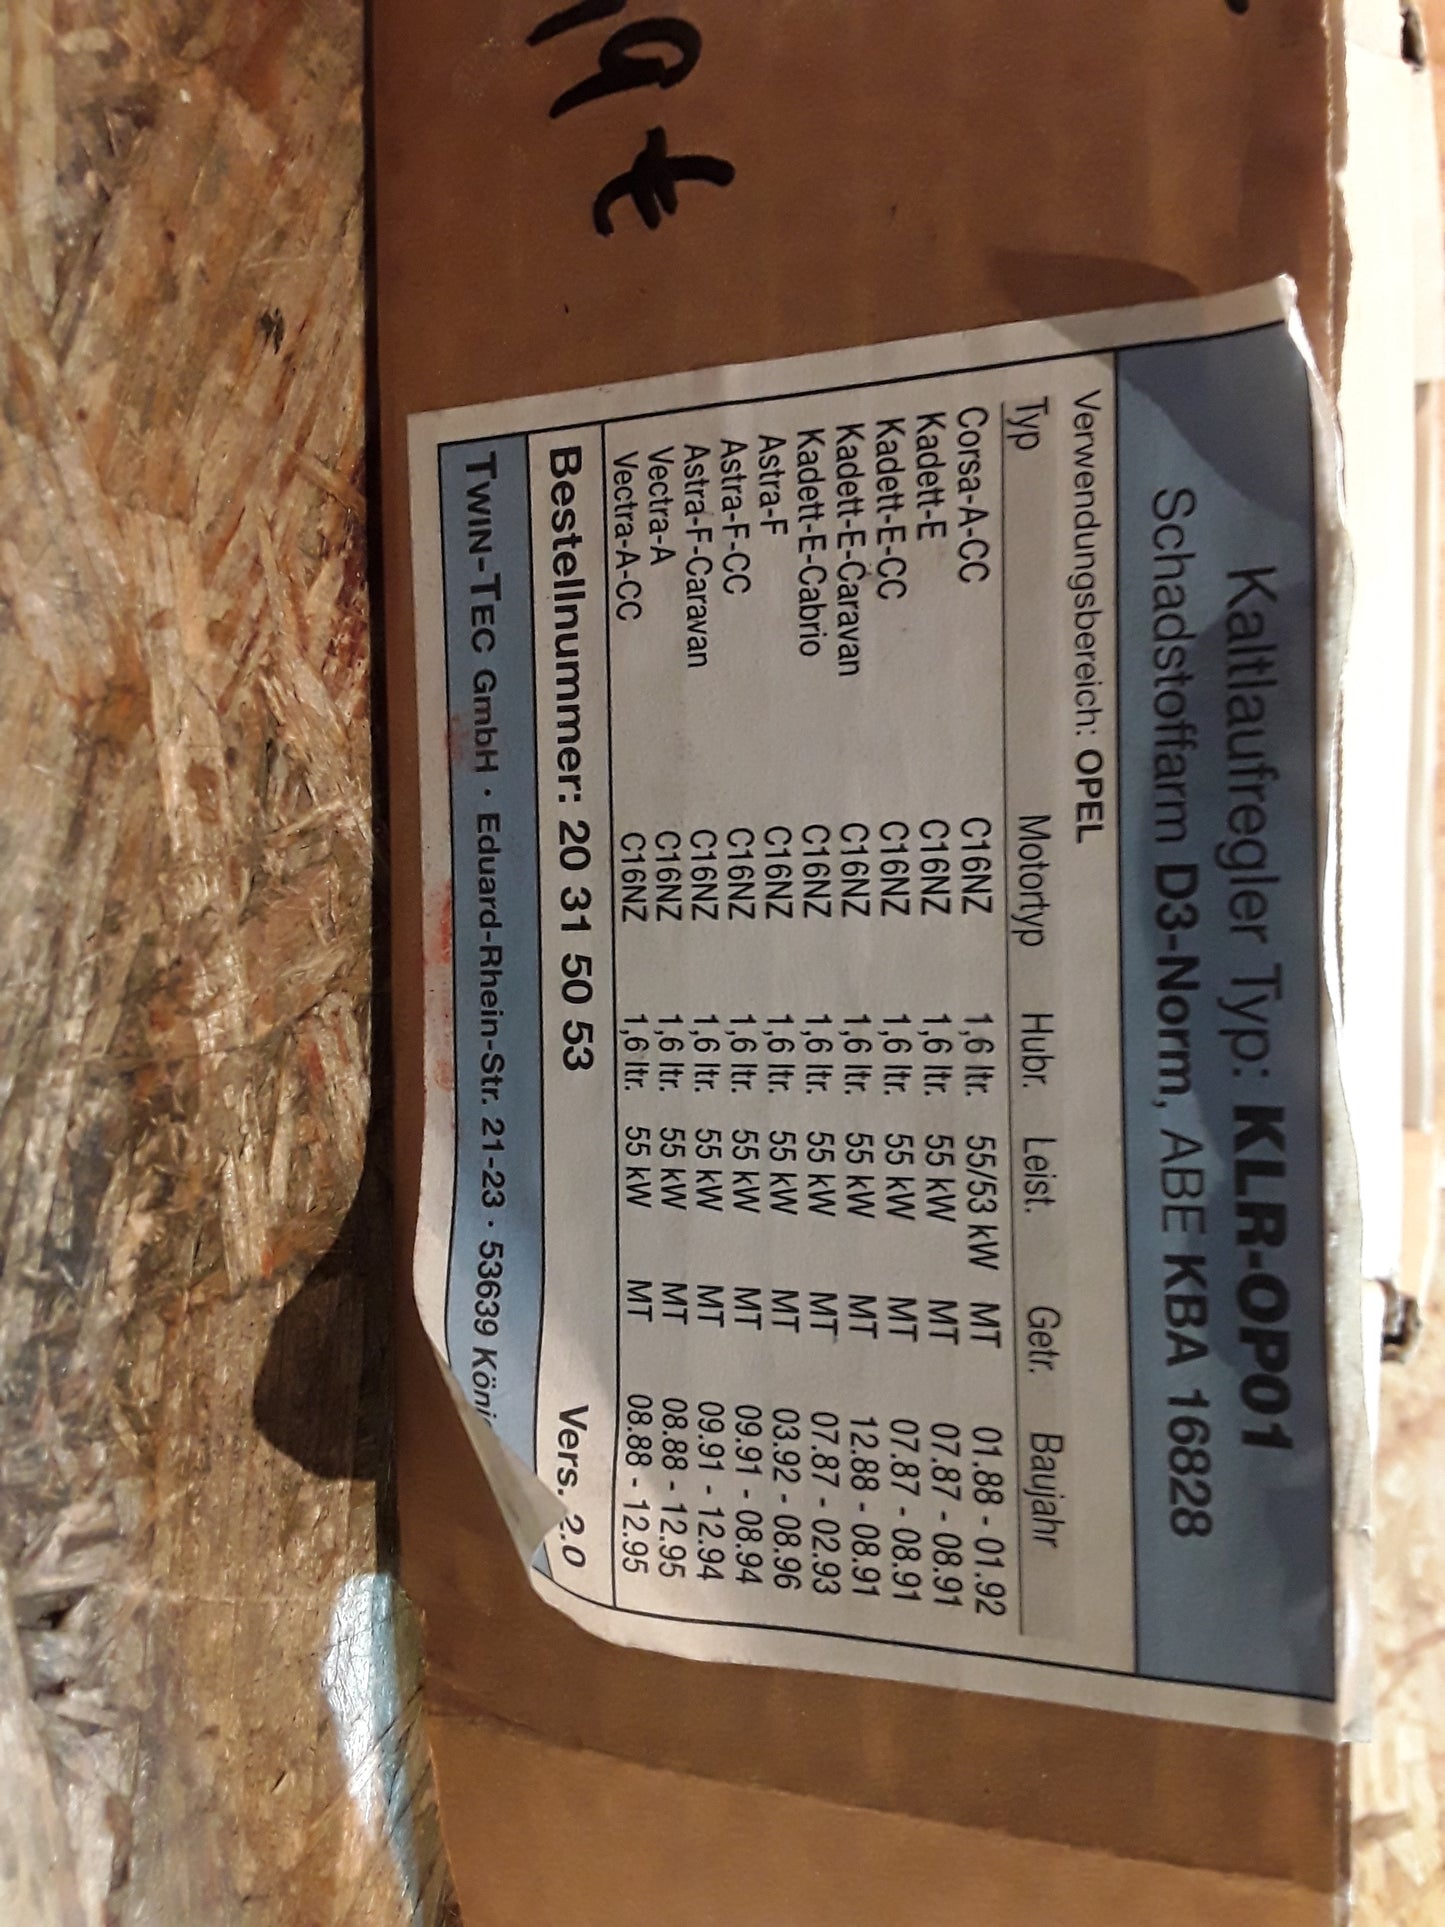 Kaltlaufregler Typ: KLR-OP01
Schadstoffarm D3-Norm, ABE KBA 16828
Verwendungsbereich: OPEL
Typ Motortyp Hubr. Leist. Getr. Baujahr
Corsa-A-CC C16NZ 1,6 ltr. 55/53 kW MT 01.88 - 01.92
Kadett-E C16NZ 1,6 ltr. 55 kW MT 07.87 - 08.91
Kadett-E-CC C16NZ 1,6 ltr. 55 kW MT 07.87 - 08.91
Kadett-E-Caravan C16NZ 1,6 ltr. 55 kW MT 12.88 - 08.91
Kadett-E-Cabrio C16NZ 1,6 ltr. 55 kW MT 07.87 - 02.93
Astra-F C16NZ 1,6 ltr. 55 kW MT 03.92 - 08.96
Astra-F-CC C16NZ 1,6 ltr. 55 kW MT 09.91 - 08.94
Astra-F-Caravan C16NZ 1,6 ltr. 55 kW MT 09.91 - 12.94
Vectra-A C16NZ 1,6 ltr. 55 kW MT 08.88 - 12.95
Vectra-A-CC C16NZ 1,6 ltr. 55 kW MT 08.88 - 12.95
Bestellnummer: 20 31 50 53 Vers. 2.0
TWIN-TEC GmbH · Eduard-Rhein-Str. 21-23 · 53639 Köni